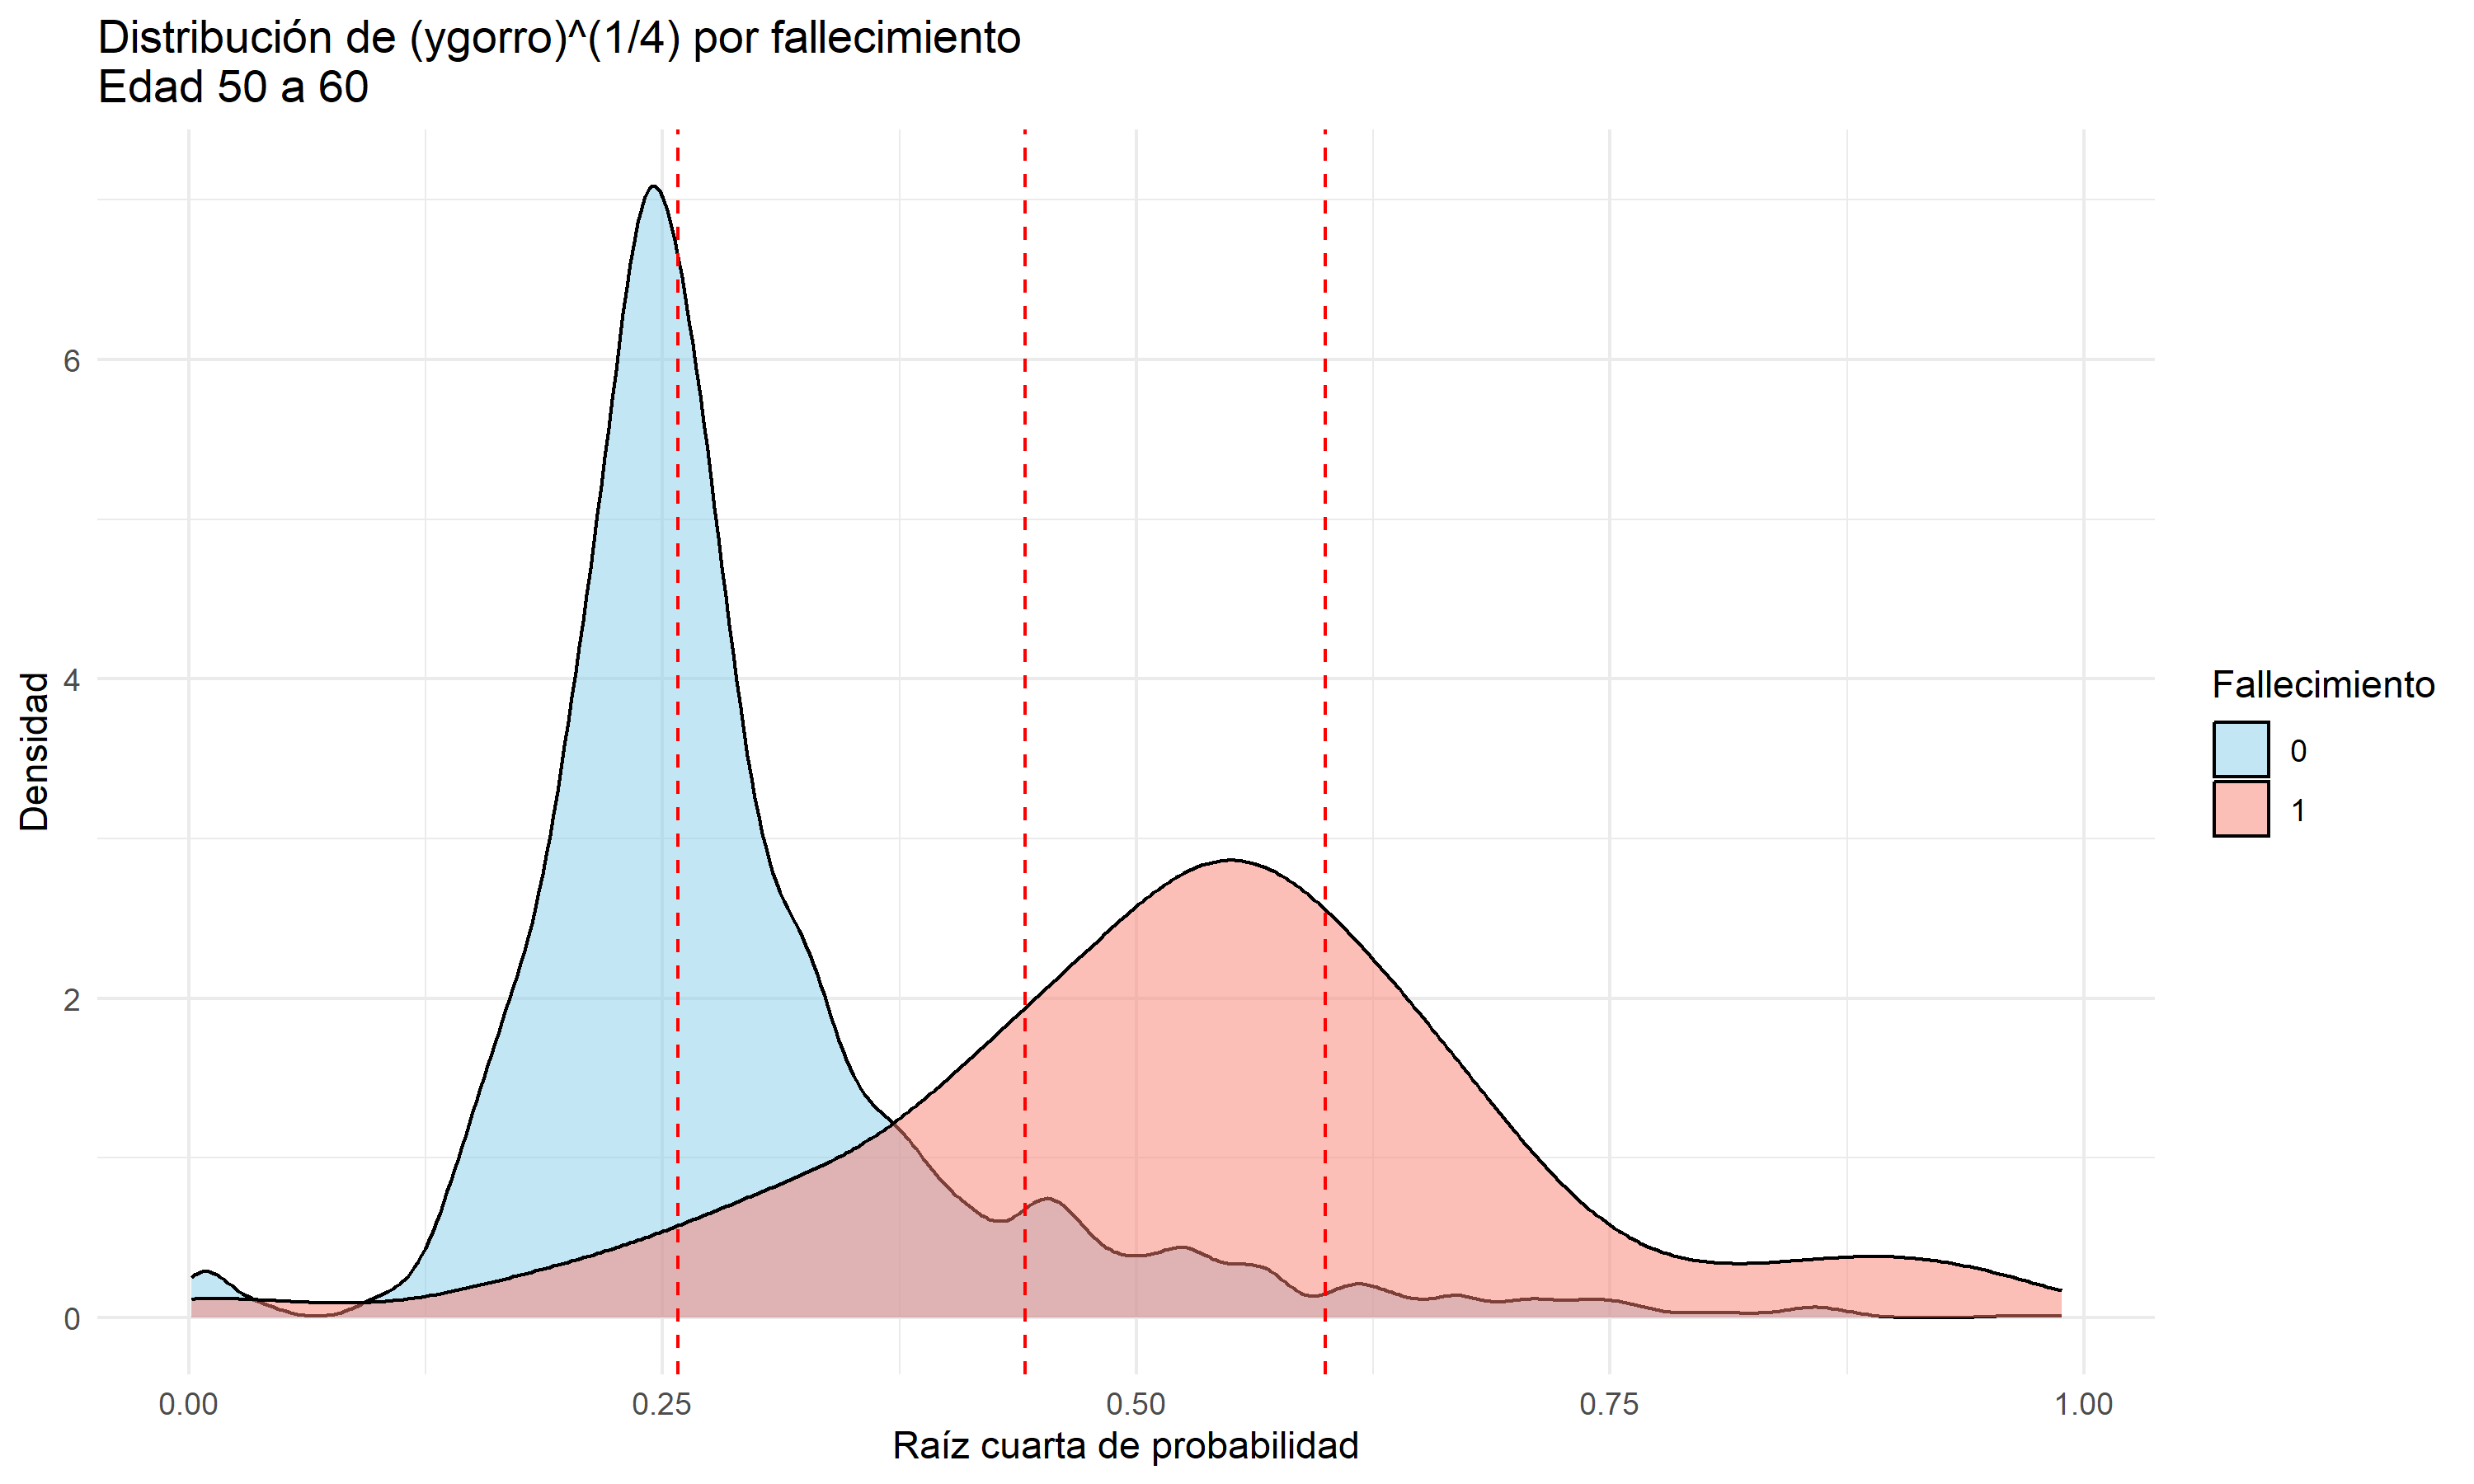 Distribución de (ygorro)^(1/4) por fallecimiento
Edad 50 a 60
Densidad
6
4
2
0
0.00 0.25 0.50 0.75 1.00
Raíz cuarta de probabilidad
Fallecimiento
0
1